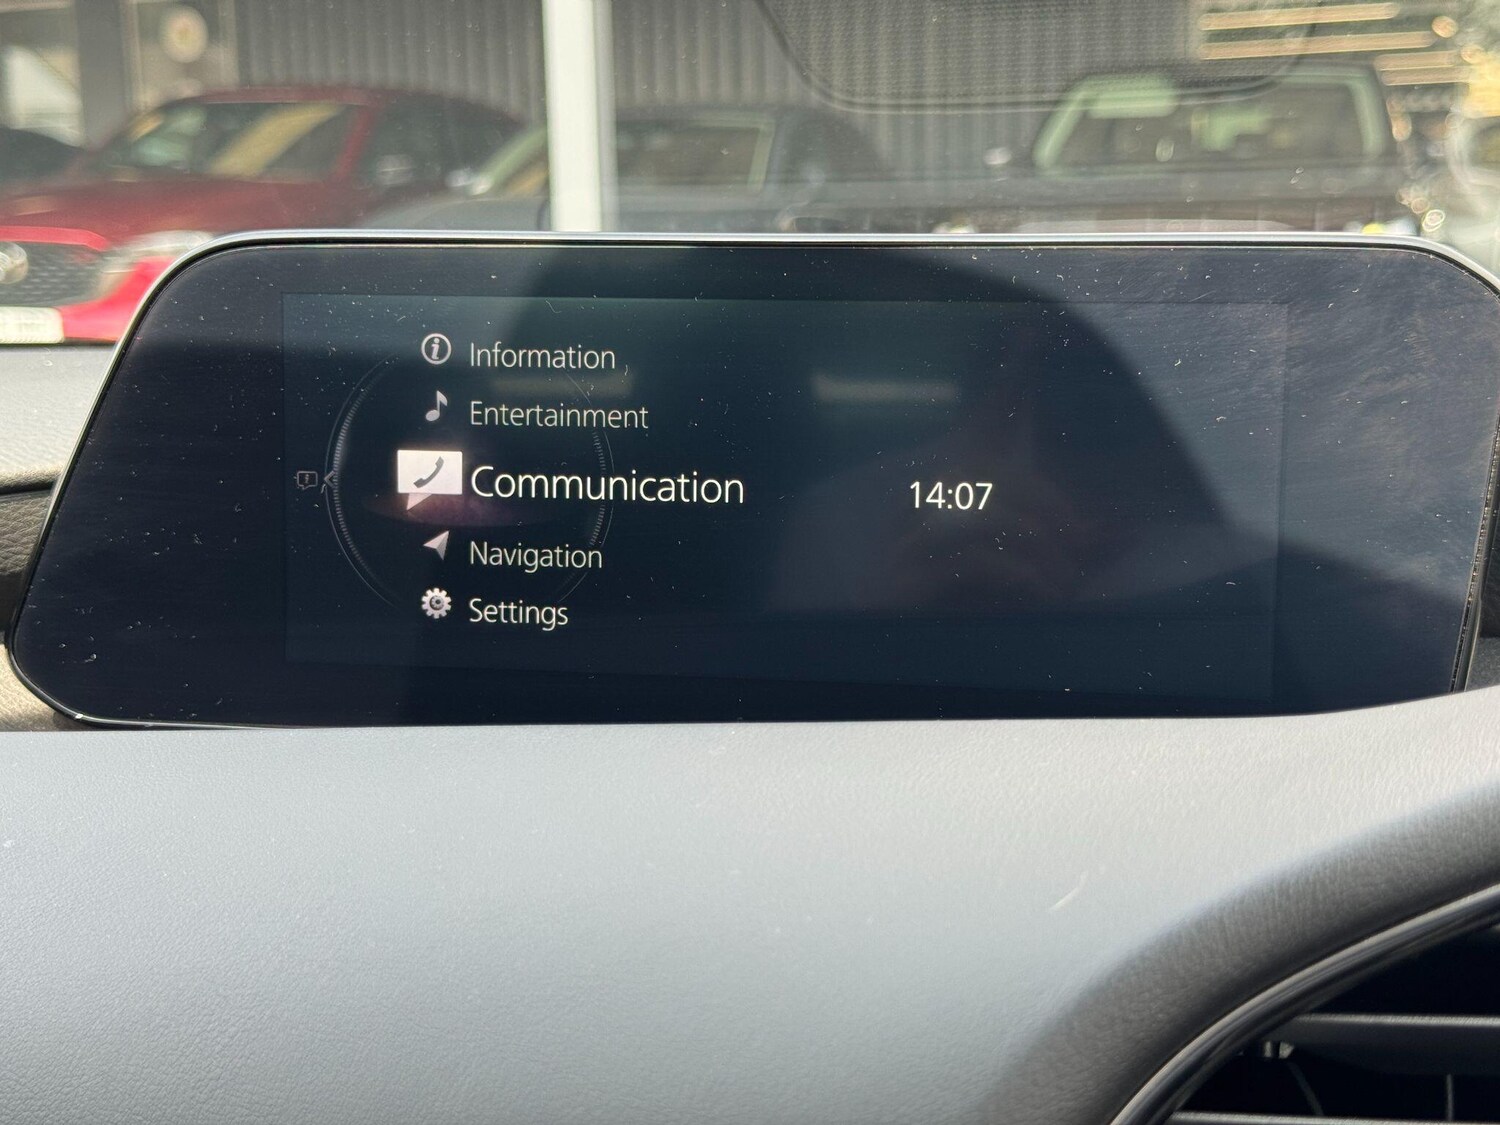 Information
Entertainment
Communication
14:07
Navigation
Settings